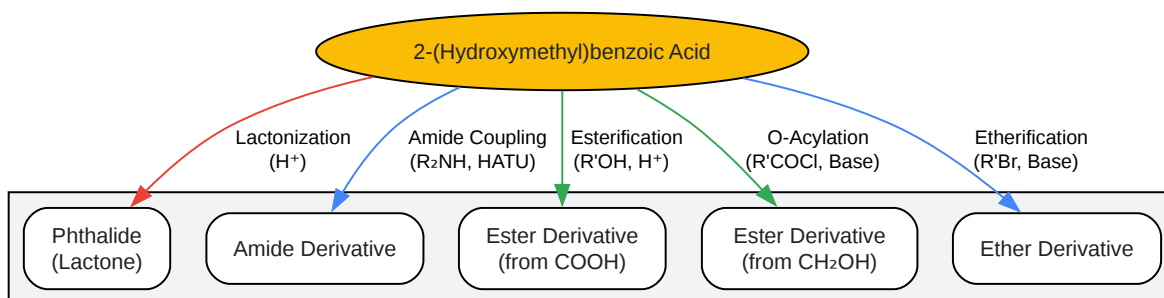 2-(Hydroxymethyl)benzoic Acid
Lactonization
(H⁺)
Amide Coupling
(R₂NH, HATU)
Esterification
(R'OH, H⁺)
O-Acylation
(R'COCl, Base)
Etherification
(R'Br, Base)
Phthalide
(Lactone)
Amide Derivative
Ester Derivative
(from COOH)
Ester Derivative
(from CH₂OH)
Ether Derivative